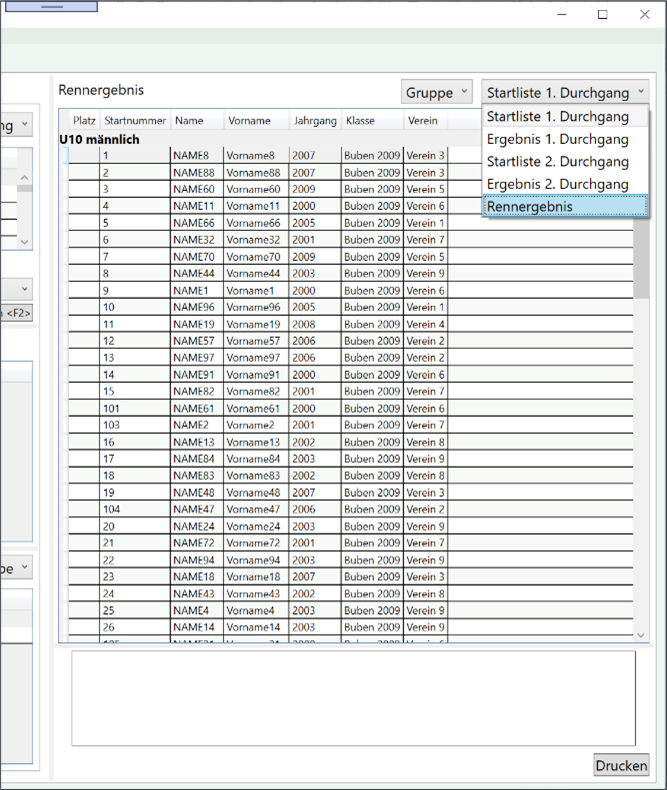 Rennergebnis Gruppe Startliste 1. Durchgang
Startliste 1. Durchgang
Ergebnis 1. Durchgang
Startliste 2. Durchgang
Ergebnis 2. Durchgang
Rennergebnis
Platz Startnummer Name Vorname Jahrgang Klasse Verein
U10 männlich
1 NAME8 Vorname8 2007 Buben 2009 Verein 3
2 NAME88 Vorname88 2007 Buben 2009 Verein 3
3 NAME60 Vorname60 2009 Buben 2009 Verein 5
4 NAME11 Vorname11 2000 Buben 2009 Verein 6
5 NAME66 Vorname66 2005 Buben 2009 Verein 1
6 NAME32 Vorname32 2001 Buben 2009 Verein 7
7 NAME70 Vorname70 2009 Buben 2009 Verein 5
8 NAME44 Vorname44 2003 Buben 2009 Verein 9
9 NAME1 Vorname1 2000 Buben 2009 Verein 6
10 NAME96 Vorname96 2005 Buben 2009 Verein 1
11 NAME19 Vorname19 2008 Buben 2009 Verein 4
12 NAME57 Vorname57 2006 Buben 2009 Verein 2
13 NAME97 Vorname97 2006 Buben 2009 Verein 2
14 NAME91 Vorname91 2000 Buben 2009 Verein 6
15 NAME82 Vorname82 2001 Buben 2009 Verein 7
101 NAME61 Vorname61 2000 Buben 2009 Verein 6
103 NAME2 Vorname2 2001 Buben 2009 Verein 7
16 NAME13 Vorname13 2002 Buben 2009 Verein 8
17 NAME84 Vorname84 2003 Buben 2009 Verein 9
18 NAME83 Vorname83 2002 Buben 2009 Verein 8
19 NAME48 Vorname48 2007 Buben 2009 Verein 3
104 NAME47 Vorname47 2006 Buben 2009 Verein 2
20 NAME24 Vorname24 2003 Buben 2009 Verein 9
21 NAME72 Vorname72 2001 Buben 2009 Verein 7
22 NAME94 Vorname94 2003 Buben 2009 Verein 9
23 NAME18 Vorname18 2007 Buben 2009 Verein 3
24 NAME43 Vorname43 2002 Buben 2009 Verein 8
25 NAME4 Vorname4 2003 Buben 2009 Verein 9
26 NAME14 Vorname14 2003 Buben 2009 Verein 9
ng
<F2>
pe
Drucken